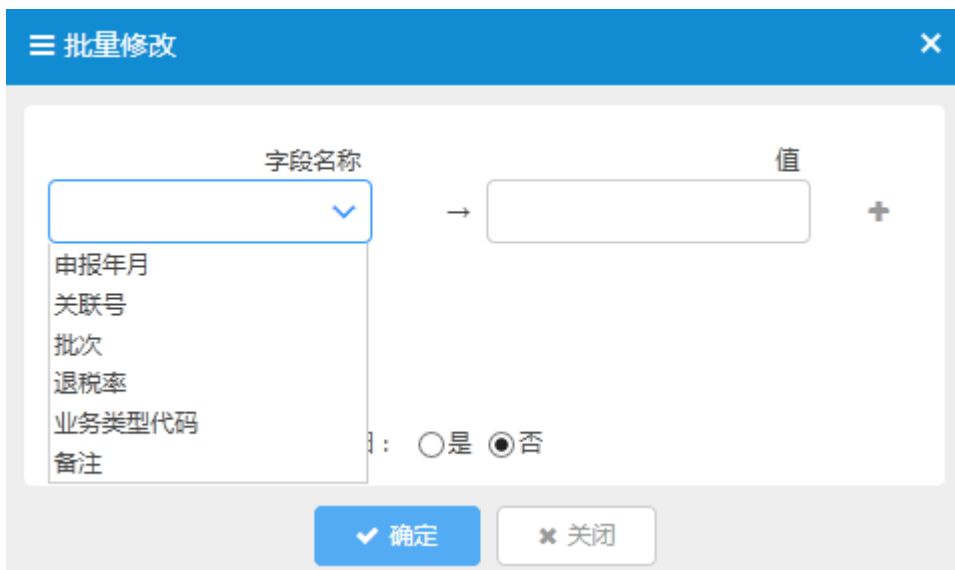 批量修改
字段名称 值
→
申报年月
关联号
批次
退税率
业务类型代码
备注
： 是 否
确定 关闭